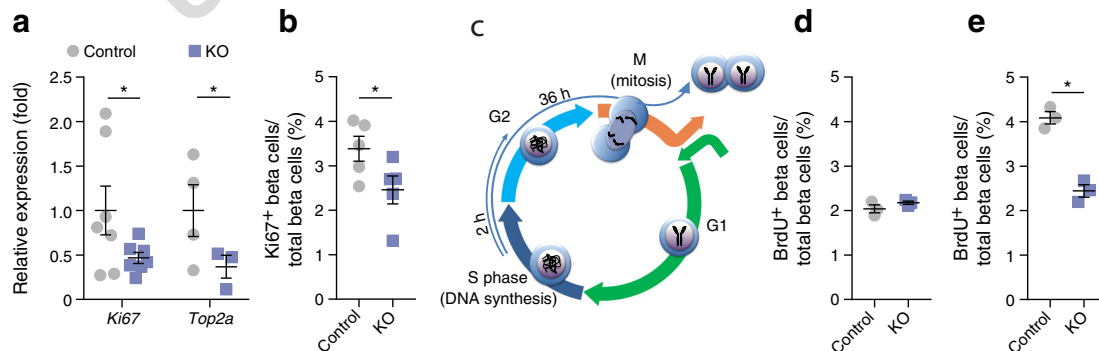 a
Control
KO
Relative expression (fold)
2.5
2.0
1.5
1.0
0.5
0
*
*
Ki67
Top2a
b
Ki67+ beta cells/
total beta cells (%)
5
4
3
2
1
0
*
Control
KO
c
M
(mitosis)
36 h
G2
2 h
G1
S phase
(DNA synthesis)
d
BrdU+ beta cells/
total beta cells (%)
5
4
3
2
1
0
Control
KO
e
BrdU+ beta cells/
total beta cells (%)
5
4
3
2
1
0
*
Control
KO